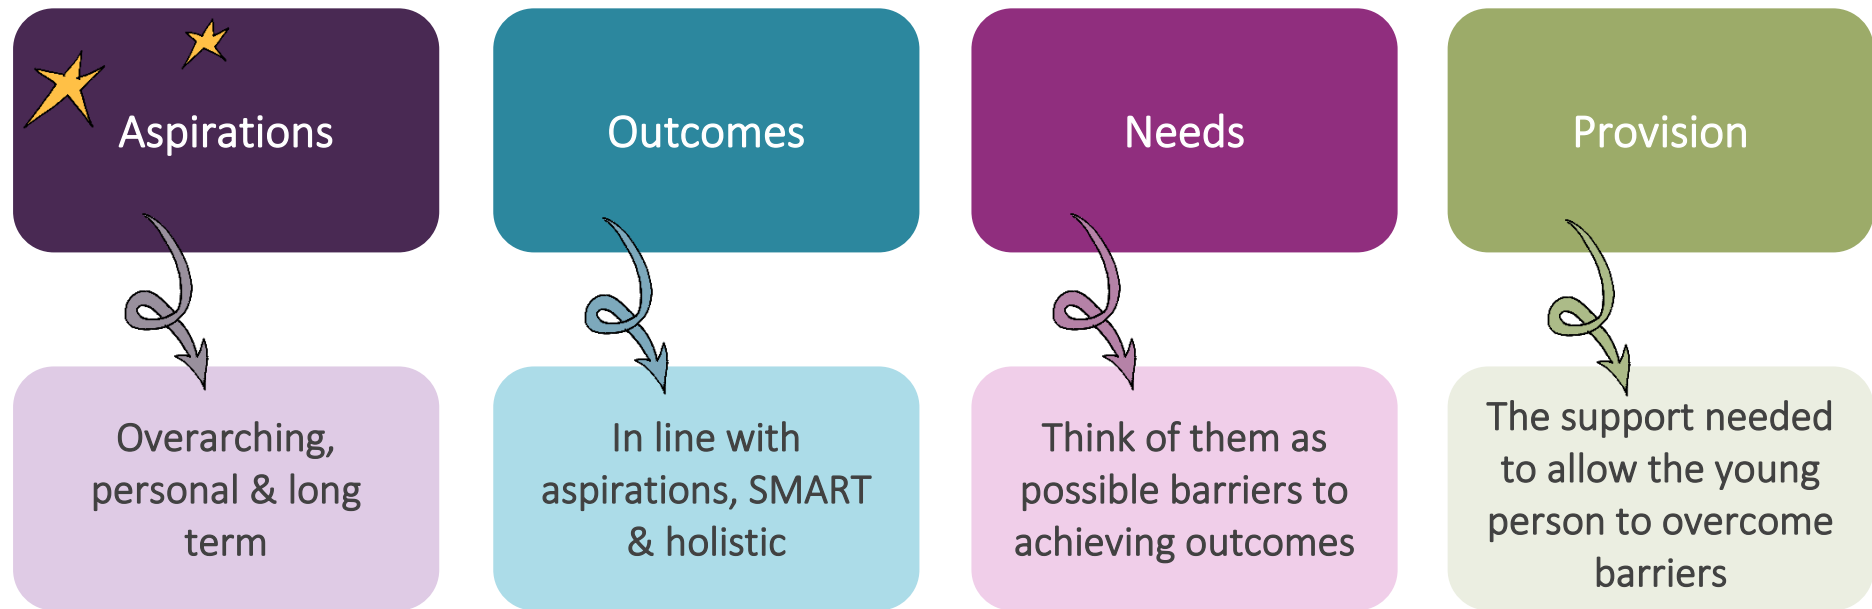 Aspirations
Outcomes
Needs
Provision
Overarching,
personal & long
term
In line with
aspirations, SMART
& holistic
Think of them as
possible barriers to
achieving outcomes
The support needed
to allow the young
person to overcome
barriers